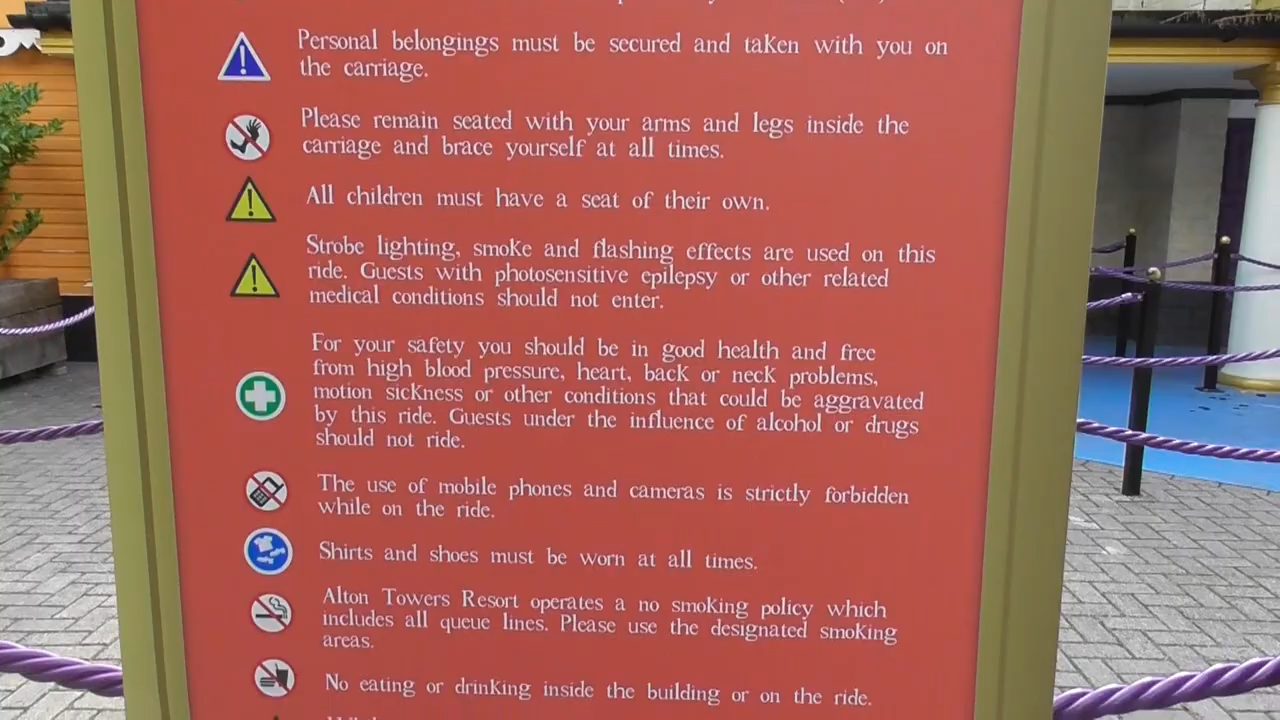 Personal belongings must be secured and taken with you on
the carriage.
Please remain seated with your arms and legs inside the
carriage and brace yourself at all times.
All children must have a seat of their own.
Strobe lighting, smoke and flashing effects are used on this
ride. Guests with photosensitive epilepsy or other related
medical conditions should not enter.
For your safety you should be in good health and free
from high blood pressure, heart, back or neck problems,
motion sickness or other conditions that could be aggravated
by this ride. Guests under the influence of alcohol or drugs
should not ride.
The use of mobile phones and cameras is strictly forbidden
while on the ride.
Shirts and shoes must be worn at all times.
Alton Towers Resort operates a no smoking policy which
includes all queue lines. Please use the designated smoking
areas.
No eating or drinking inside the building or on the ride.